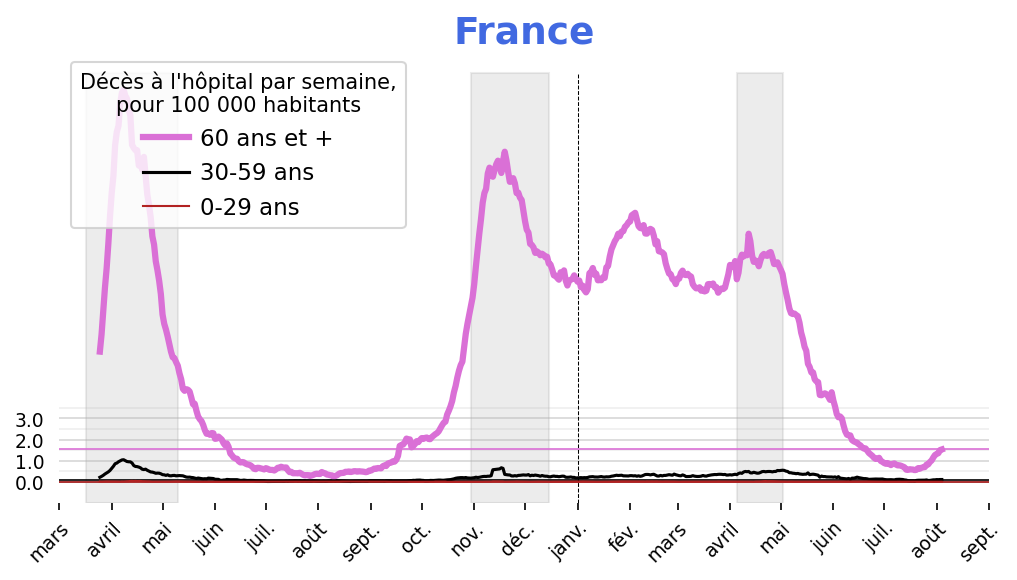 France
Décès à l'hôpital par semaine,
pour 100 000 habitants
60 ans et +
30-59 ans
0-29 ans
3.0
2.0
1.0
0.0
mars
avril
mai
juin
juil.
août
sept.
oct.
nov.
déc.
janv.
fév.
mars
avril
mai
juin
juil.
août
sept.